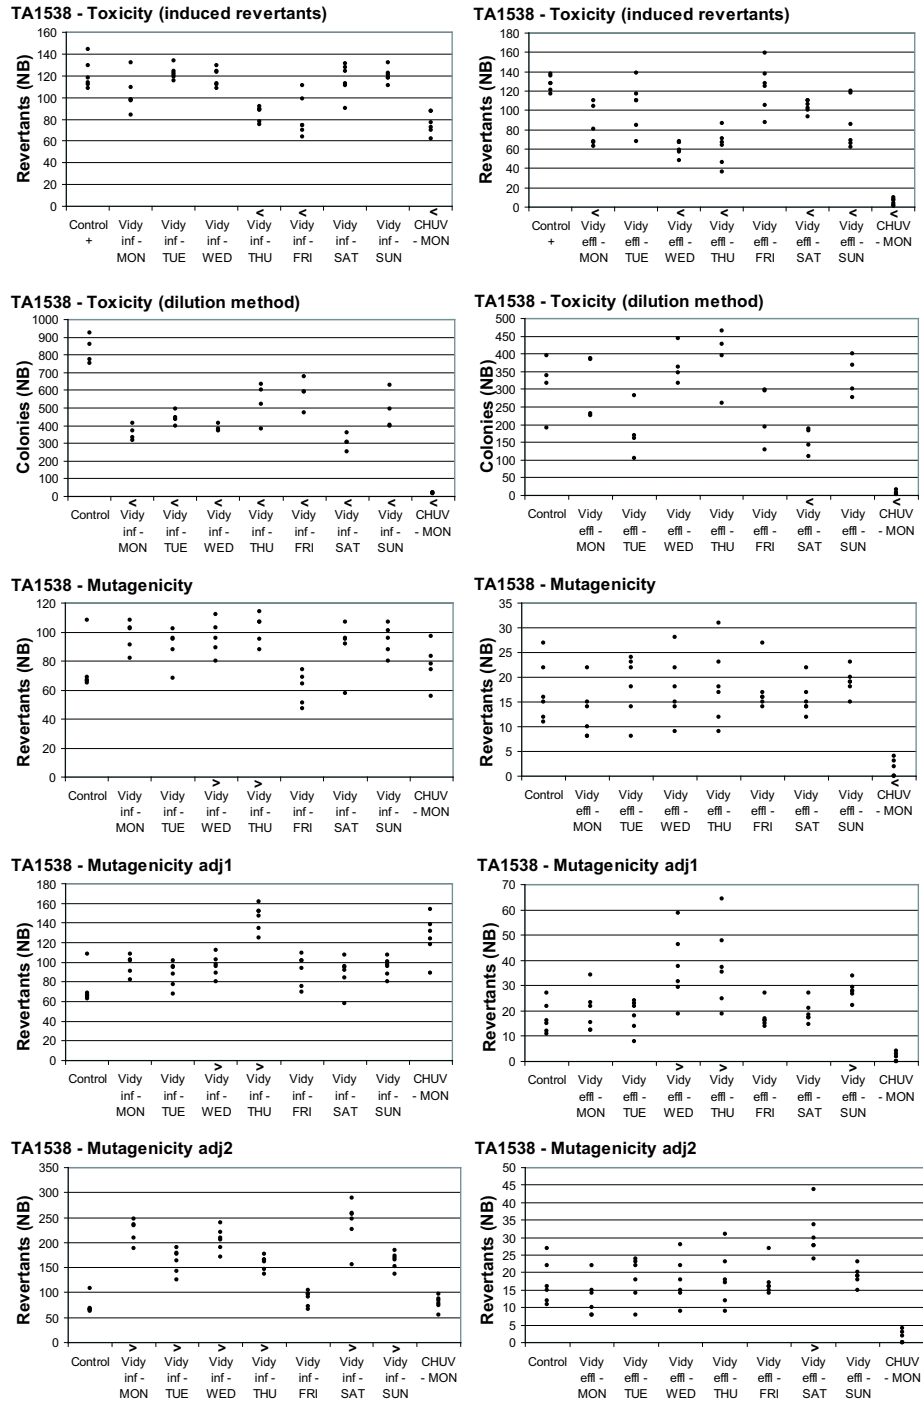 TA1538 - Toxicity (induced revertants)
Revertants (NB)
160
140
120
100
80
60
40
20
0
< < <
Control Vidy Vidy Vidy Vidy Vidy Vidy Vidy CHUV
+ inf - inf - inf - inf - inf - inf - inf - - MON
MON TUE WED THU FRI SAT SUN
TA1538 - Toxicity (induced revertants)
Revertants (NB)
180
160
140
120
100
80
60
40
20
0
< < < < < <
Control Vidy Vidy Vidy Vidy Vidy Vidy Vidy CHUV
+ effl - effl - effl - effl - effl - effl - effl - - MON
MON TUE WED THU FRI SAT SUN
TA1538 - Toxicity (dilution method)
Colonies (NB)
1000
900
800
700
600
500
400
300
200
100
0
< < < < < < < <
Control Vidy Vidy Vidy Vidy Vidy Vidy Vidy CHUV
inf - inf - inf - inf - inf - inf - inf - - MON
MON TUE WED THU FRI SAT SUN
TA1538 - Toxicity (dilution method)
Colonies (NB)
500
450
400
350
300
250
200
150
100
50
0
< <
Control Vidy Vidy Vidy Vidy Vidy Vidy Vidy CHUV
effl - effl - effl - effl - effl - effl - effl - - MON
MON TUE WED THU FRI SAT SUN
TA1538 - Mutagenicity
Revertants (NB)
120
100
80
60
40
20
0
> >
Control Vidy Vidy Vidy Vidy Vidy Vidy Vidy CHUV
inf - inf - inf - inf - inf - inf - inf - - MON
MON TUE WED THU FRI SAT SUN
TA1538 - Mutagenicity
Revertants (NB)
35
30
25
20
15
10
5
0
<
Control Vidy Vidy Vidy Vidy Vidy Vidy Vidy CHUV
effl - effl - effl - effl - effl - effl - effl - - MON
MON TUE WED THU FRI SAT SUN
TA1538 - Mutagenicity adj1
Revertants (NB)
180
160
140
120
100
80
60
40
20
0
> >
Control Vidy Vidy Vidy Vidy Vidy Vidy Vidy CHUV
inf - inf - inf - inf - inf - inf - inf - - MON
MON TUE WED THU FRI SAT SUN
TA1538 - Mutagenicity adj1
Revertants (NB)
70
60
50
40
30
20
10
0
> > >
Control Vidy Vidy Vidy Vidy Vidy Vidy Vidy CHUV
effl - effl - effl - effl - effl - effl - effl - - MON
MON TUE WED THU FRI SAT SUN
TA1538 - Mutagenicity adj2
Revertants (NB)
350
300
250
200
150
100
50
0
> > > > > >
Control Vidy Vidy Vidy Vidy Vidy Vidy Vidy CHUV
inf - inf - inf - inf - inf - inf - inf - - MON
MON TUE WED THU FRI SAT SUN
TA1538 - Mutagenicity adj2
Revertants (NB)
50
45
40
35
30
25
20
15
10
5
0
>
Control Vidy Vidy Vidy Vidy Vidy Vidy Vidy CHUV
effl - effl - effl - effl - effl - effl - effl - - MON
MON TUE WED THU FRI SAT SUN